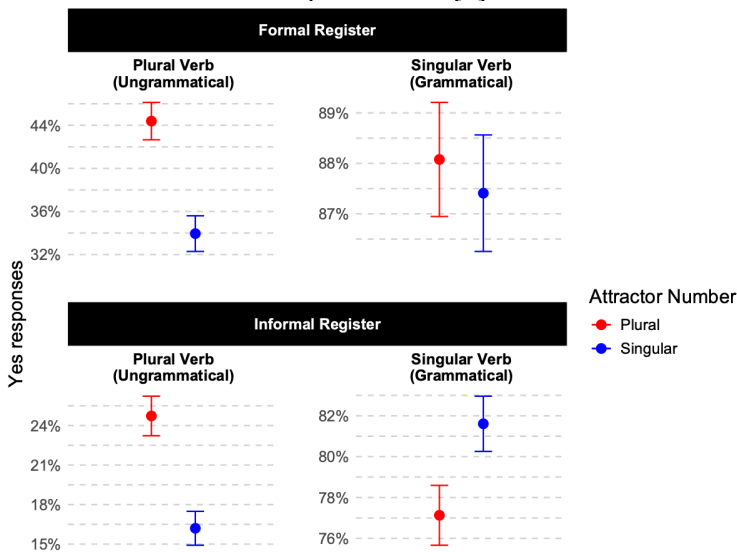 Formal Register
Plural Verb
(Ungrammatical)
Singular Verb
(Grammatical)
44%
40%
36%
32%
89%
88%
87%
Yes responses
Informal Register
Plural Verb
(Ungrammatical)
Singular Verb
(Grammatical)
24%
21%
18%
15%
82%
80%
78%
76%
Attractor Number
Plural
Singular